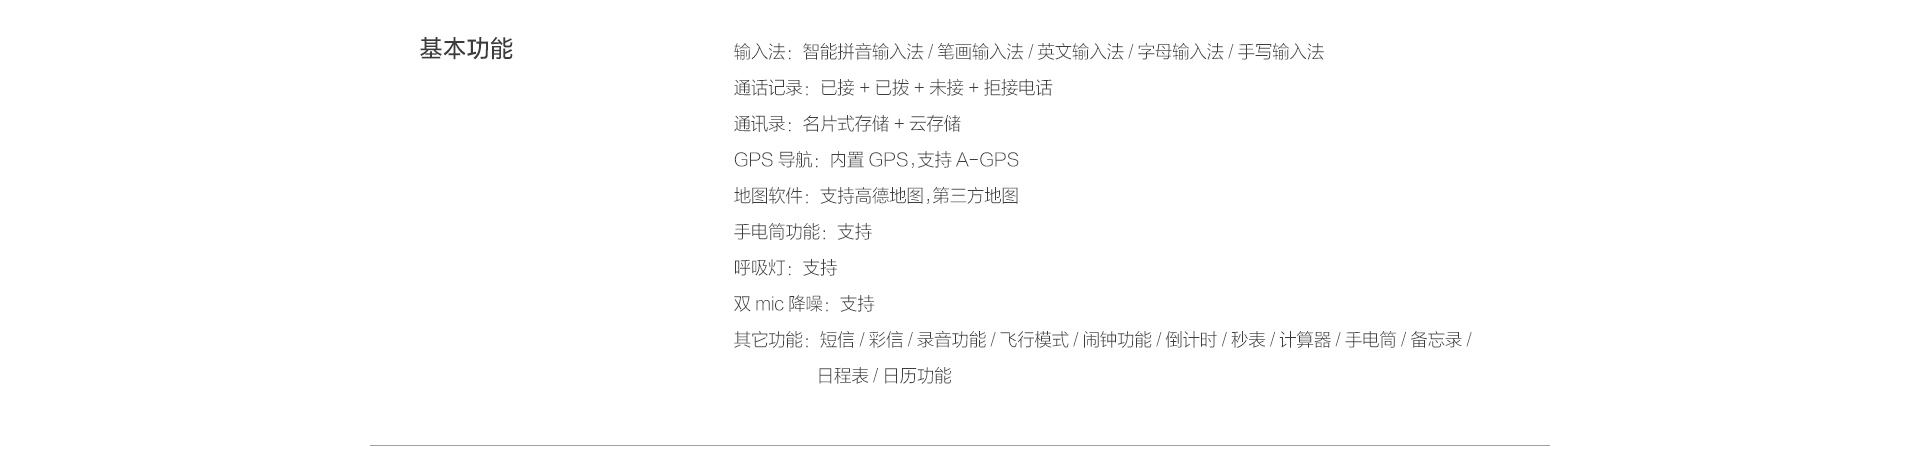 基本功能
输入法：智能拼音输入法 / 笔画输入法 / 英文输入法 / 字母输入法 / 手写输入法
通话记录：已接 + 已拨 + 未接 + 拒接电话
通讯录：名片式存储 + 云存储
GPS 导航：内置 GPS,支持 A-GPS
地图软件：支持高德地图,第三方地图
手电筒功能：支持
呼吸灯：支持
双 mic 降噪：支持
其它功能：短信 / 彩信 / 录音功能 / 飞行模式 / 闹钟功能 / 倒计时 / 秒表 / 计算器 / 手电筒 / 备忘录 /
日程表 / 日历功能